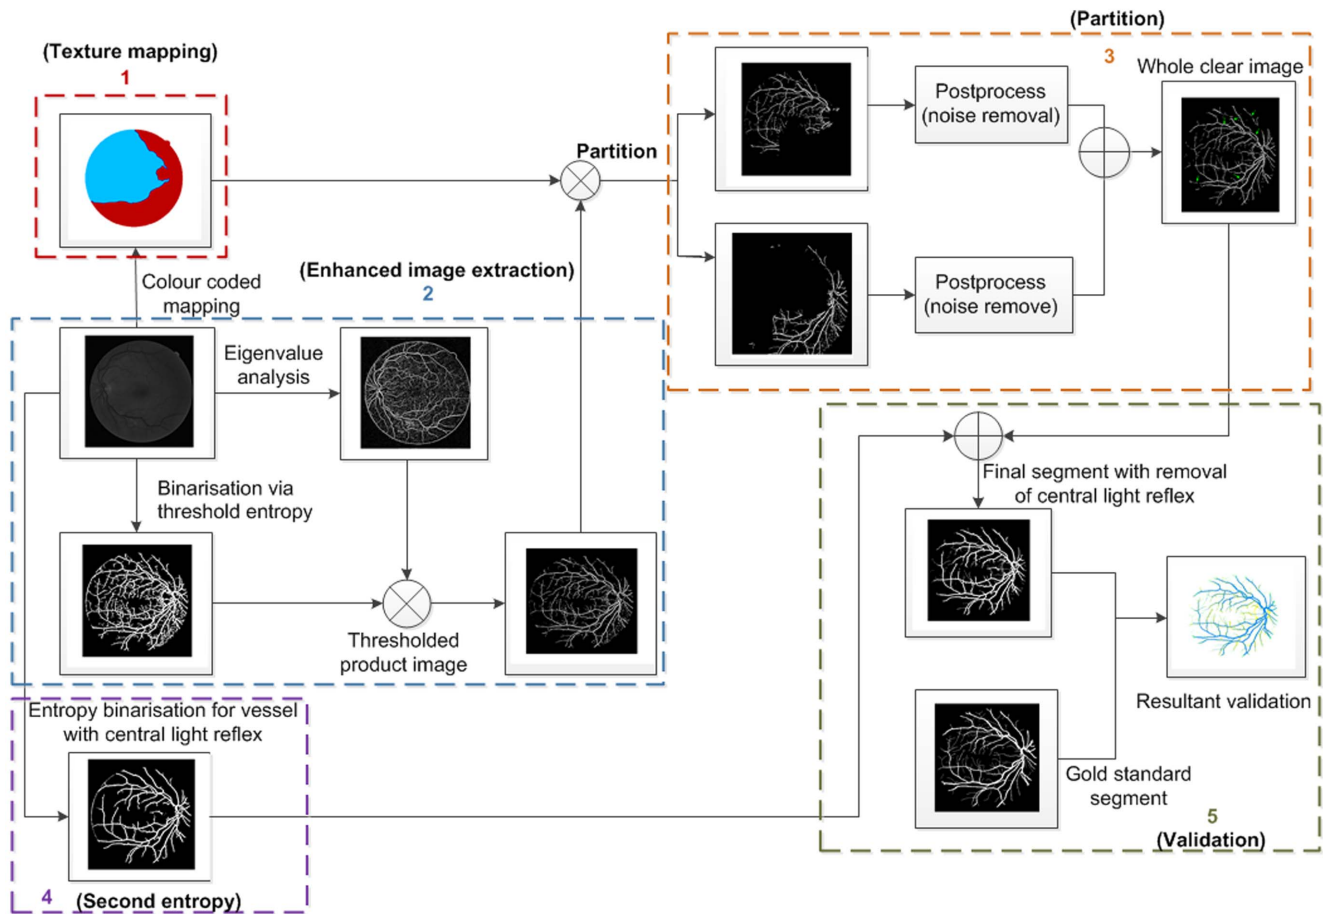 (Texture mapping)
1
Colour coded
mapping
(Enhanced image extraction)
2
Eigenvalue
analysis
Binarisation via
threshold entropy
Thresholded
product image
Partition
(Partition)
3
Whole clear image
Postprocess
(noise removal)
Postprocess
(noise remove)
Entropy binarisation for vessel
with central light reflex
4
(Second entropy)
Final segment with removal
of central light reflex
Resultant validation
Gold standard
segment
5
(Validation)